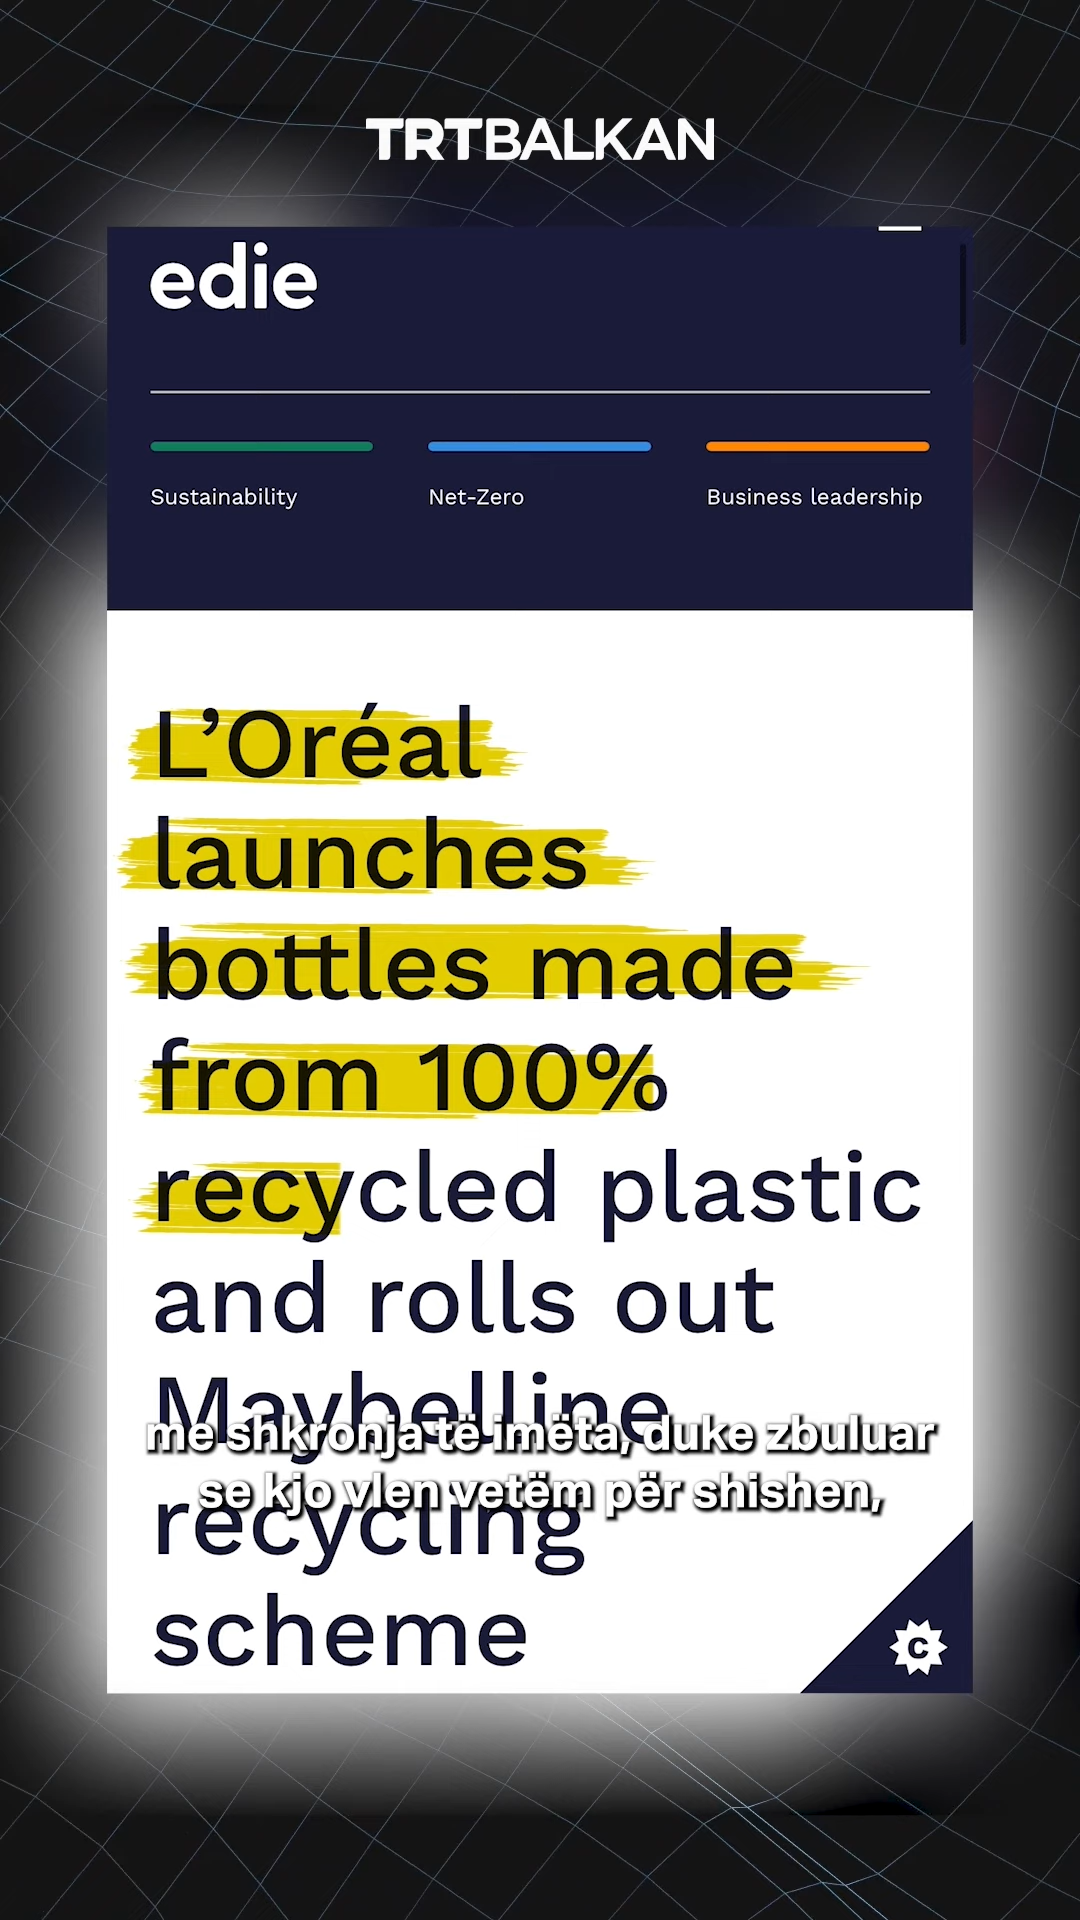 TRTBALKAN
edie
Sustainability
Net-Zero
Business leadership
L’Oréal
launches
bottles made
from 100%
recycled plastic
and rolls out
Maybelline
me shkronja të imëta, duke zbuluar
se kjo vlen vetëm për shishen,
recycling
scheme
C